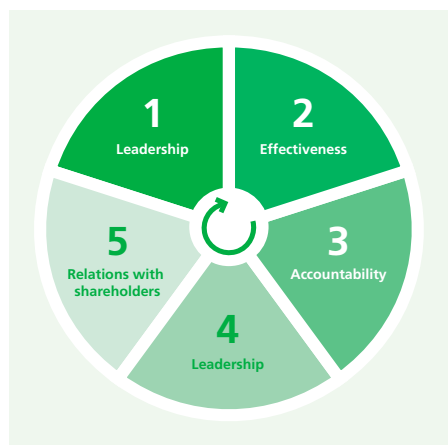 1
Leadership
2
Effectiveness
3
Accountability
4
Leadership
5
Relations with
shareholders